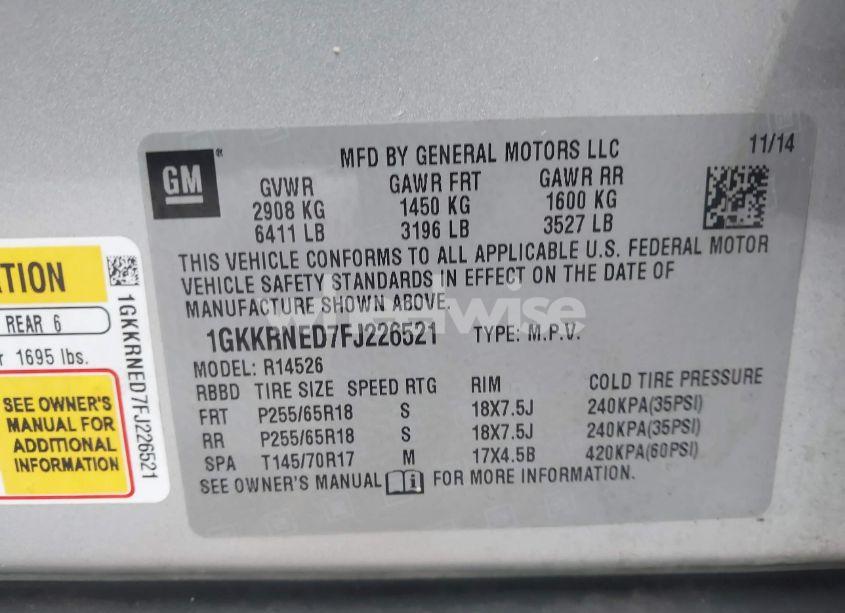 GM
MFD BY GENERAL MOTORS LLC 11/14
GVWR GAWR FRT GAWR RR
2908 KG 1450 KG 1600 KG
6411 LB 3196 LB 3527 LB
THIS VEHICLE CONFORMS TO ALL APPLICABLE U.S. FEDERAL MOTOR
VEHICLE SAFETY STANDARDS IN EFFECT ON THE DATE OF
MANUFACTURE SHOWN ABOVE.
1GKKRNED7FJ226521 TYPE: M.P.V.
MODEL: R14526
RBBD TIRE SIZE SPEED RTG RIM COLD TIRE PRESSURE
FRT P255/65R18 S 18X7.5J 240KPA(35PSI)
RR P255/65R18 S 18X7.5J 240KPA(35PSI)
SPA T145/70R17 M 17X4.5B 420KPA(60PSI)
SEE OWNER'S MANUAL FOR MORE INFORMATION.
wheelwise
REAR 6
1695 lbs.
SEE OWNER'S
MANUAL FOR
ADDITIONAL
INFORMATION
1GKKRNED7FJ226521